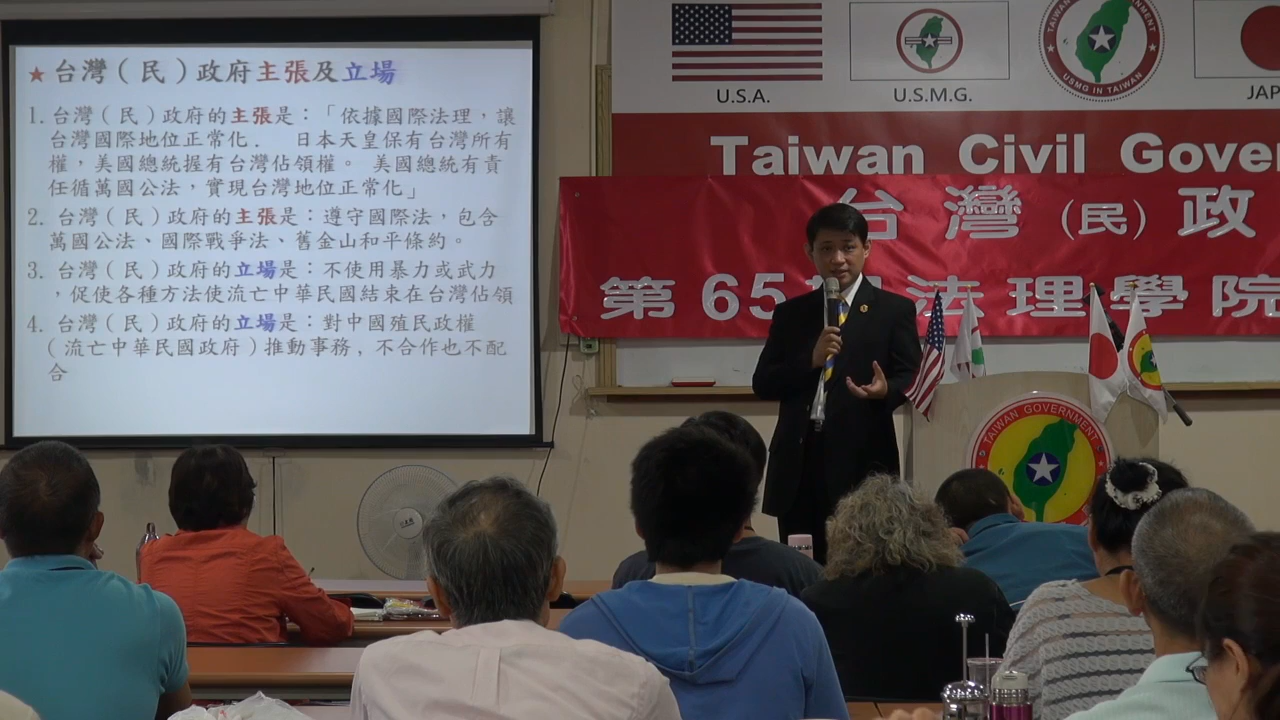 ★台灣(民)政府主張及立場
1. 台灣(民)政府的主張是:「依據國際法理,讓
台灣國際地位正常化. 日本天皇保有台灣所有
權,美國總統握有台灣佔領權。 美國總統有責
任循萬國公法,實現台灣地位正常化」
2. 台灣(民)政府的主張是:遵守國際法,包含
萬國公法、國際戰爭法、舊金山和平條約。
3. 台灣(民)政府的立場是:不使用暴力或武力
,促使各種方法使流亡中華民國結束在台灣佔領
4. 台灣(民)政府的立場是:對中國殖民政權
(流亡中華民國政府)推動事務, 不合作也不配
合
U.S.A.
U.S.M.G.
TAIWAN GOVERNMENT
USMG IN TAIWAN
JAP
Taiwan Civil Gover
台灣(民)政
第65 法理學院
TAIWAN GOVERNMENT